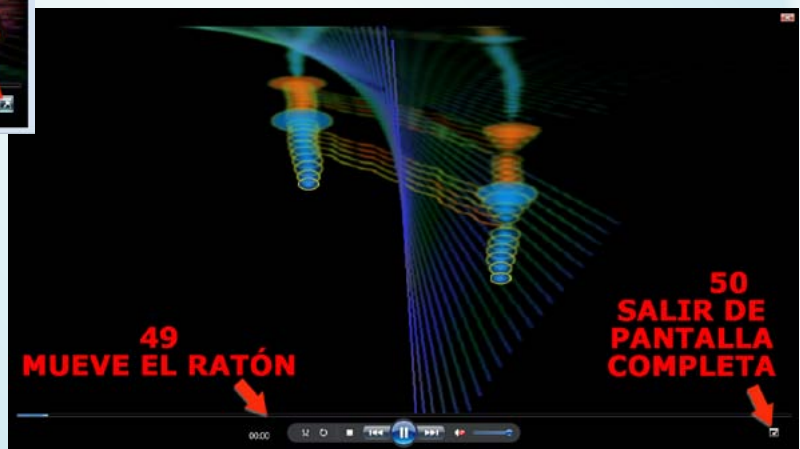 49
MUEVE EL RATÓN
50
SALIR DE
PANTALLA
COMPLETA
00:00